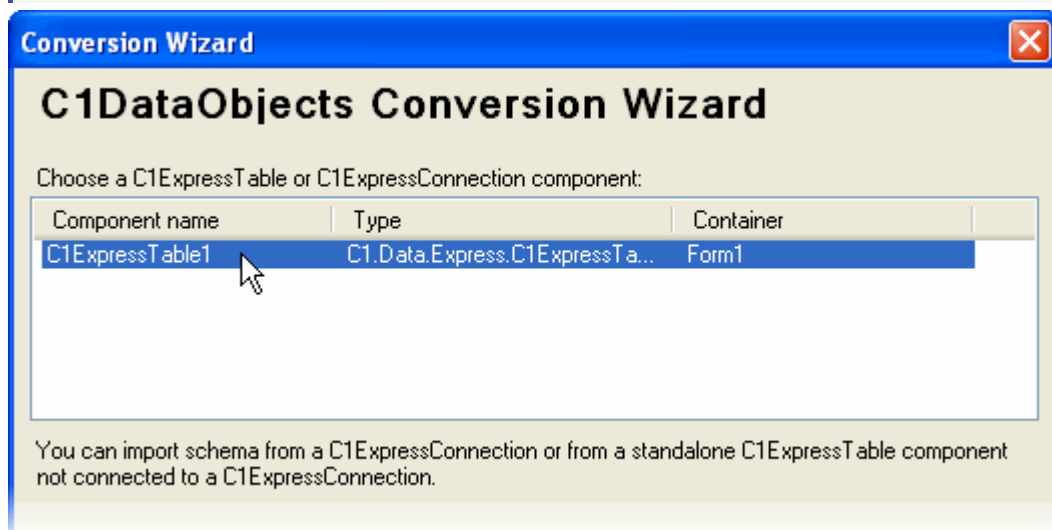 Conversion Wizard
C1DataObjects Conversion Wizard
Choose a C1ExpressTable or C1ExpressConnection component:
Component name Type Container
C1ExpressTable1 C1.Data.Express.C1ExpressTa... Form1
You can import schema from a C1ExpressConnection or from a standalone C1ExpressTable component
not connected to a C1ExpressConnection.